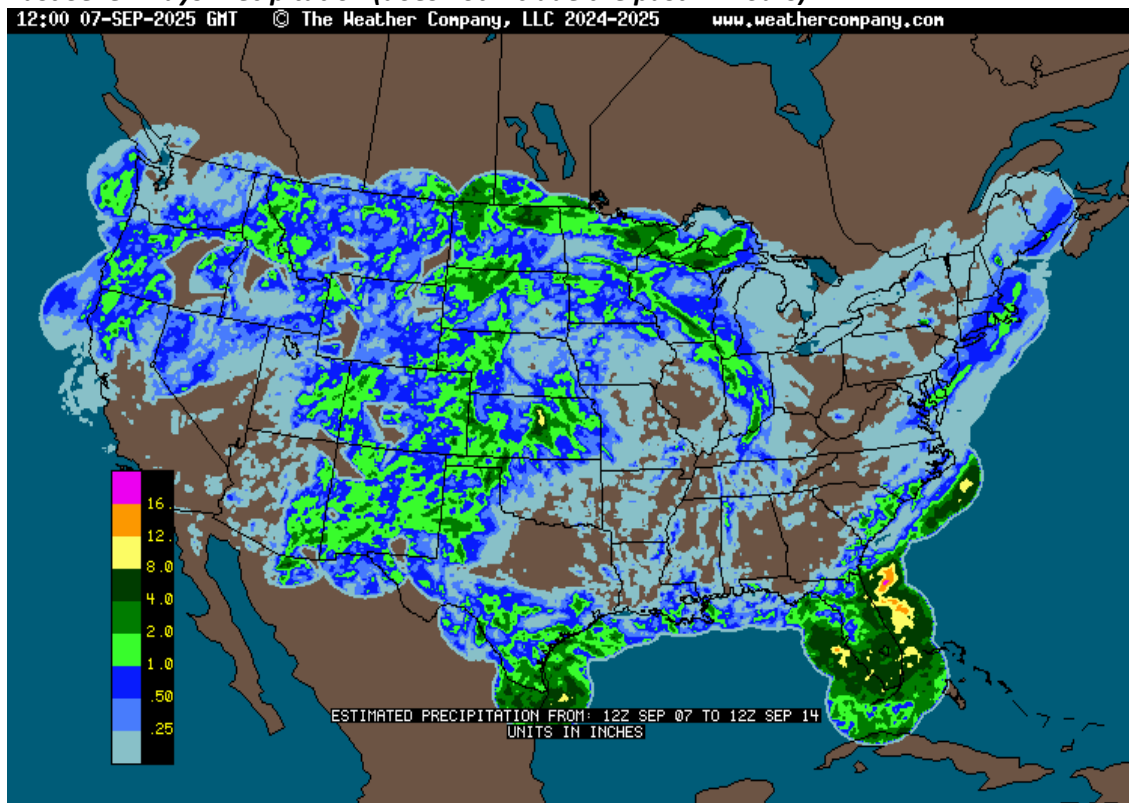 12:00 07-SEP-2025 GMT © The Weather Company, LLC 2024-2025 www.weathercompany.com
16.
12.
8.0
4.0
2.0
1.0
.50
.25
ESTIMATED PRECIPITATION FROM: 12Z SEP 07 TO 12Z SEP 14
UNITS IN INCHES